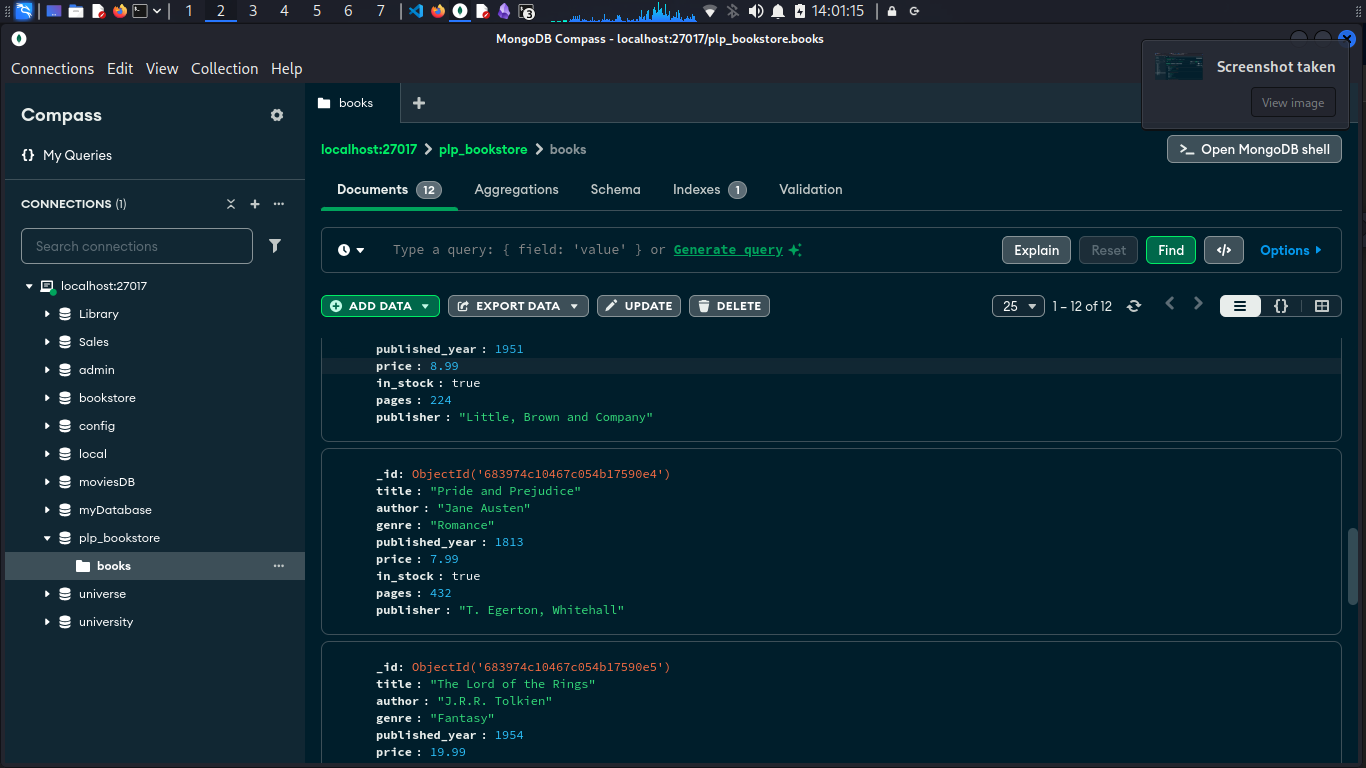 1 2 3 4 5 6 7 3 14:01:15
MongoDB Compass - localhost:27017/plp_bookstore.books
Connections Edit View Collection Help
Screenshot taken
View image
Compass
My Queries
CONNECTIONS (1)
Search connections
localhost:27017
Library
Sales
admin
bookstore
config
local
moviesDB
myDatabase
plp_bookstore
books
universe
university
books
localhost:27017 > plp_bookstore > books
>_ Open MongoDB shell
Documents 12 Aggregations Schema Indexes 1 Validation
Type a query: { field: 'value' } or Generate query
Explain Reset Find </> Options
ADD DATA EXPORT DATA UPDATE DELETE
25 1 – 12 of 12 {}
published_year : 1951
price : 8.99
in_stock : true
pages : 224
publisher : "Little, Brown and Company"
_id: ObjectId('683974c10467c054b17590e4')
title : "Pride and Prejudice"
author : "Jane Austen"
genre : "Romance"
published_year : 1813
price : 7.99
in_stock : true
pages : 432
publisher : "T. Egerton, Whitehall"
_id: ObjectId('683974c10467c054b17590e5')
title : "The Lord of the Rings"
author : "J.R.R. Tolkien"
genre : "Fantasy"
published_year : 1954
price : 19.99